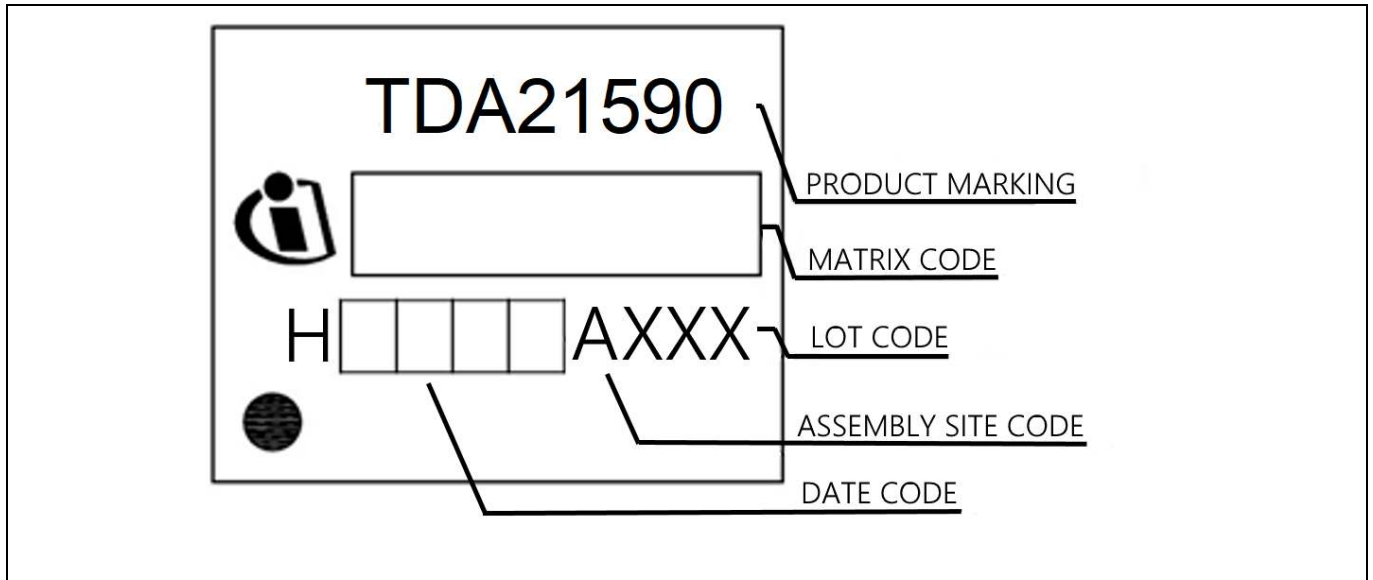 TDA21590
PRODUCT MARKING
MATRIX CODE
H AXXX
LOT CODE
ASSEMBLY SITE CODE
DATE CODE